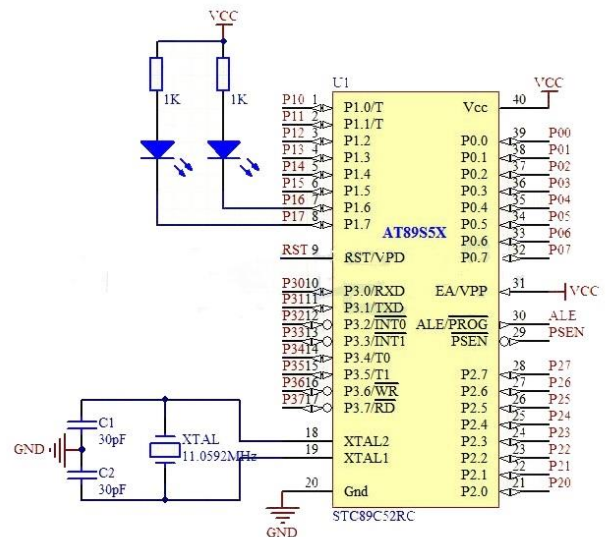 VCC
1K
1K
U1
VCC
P10 1 P1.0/T Vcc 40
P11 2 P1.1/T P0.0 39 P00
P12 3 P1.2 P0.1 38 P01
P13 4 P1.3 P0.2 37 P02
P14 5 P1.4 P0.3 36 P03
P15 6 P1.5 P0.4 35 P04
P16 7 P1.6 P0.5 34 P05
P17 8 P1.7 P0.6 33 P06
AT89S5X
P0.7 32 P07
RST 9 RST/VPD
P30 10 P3.0/RXD EA/VPP 31 VCC
P31 11 P3.1/TXD
P32 12 P3.2/INT0 ALE/PROG 30 ALE
P33 13 P3.3/INT1 PSEN 29 PSEN
P34 14 P3.4/T0
P35 15 P3.5/T1 P2.7 28 P27
P36 16 P3.6/WR P2.6 27 P26
P37 17 P3.7/RD P2.5 26 P25
P2.4 25 P24
18 XTAL2 P2.3 24 P23
19 XTAL1 P2.2 23 P22
P2.1 22 P21
20 Gnd P2.0 21 P20
C1
30pF
GND
C2
30pF
XTAL
11.0592MHz
GND
STC89C52RC